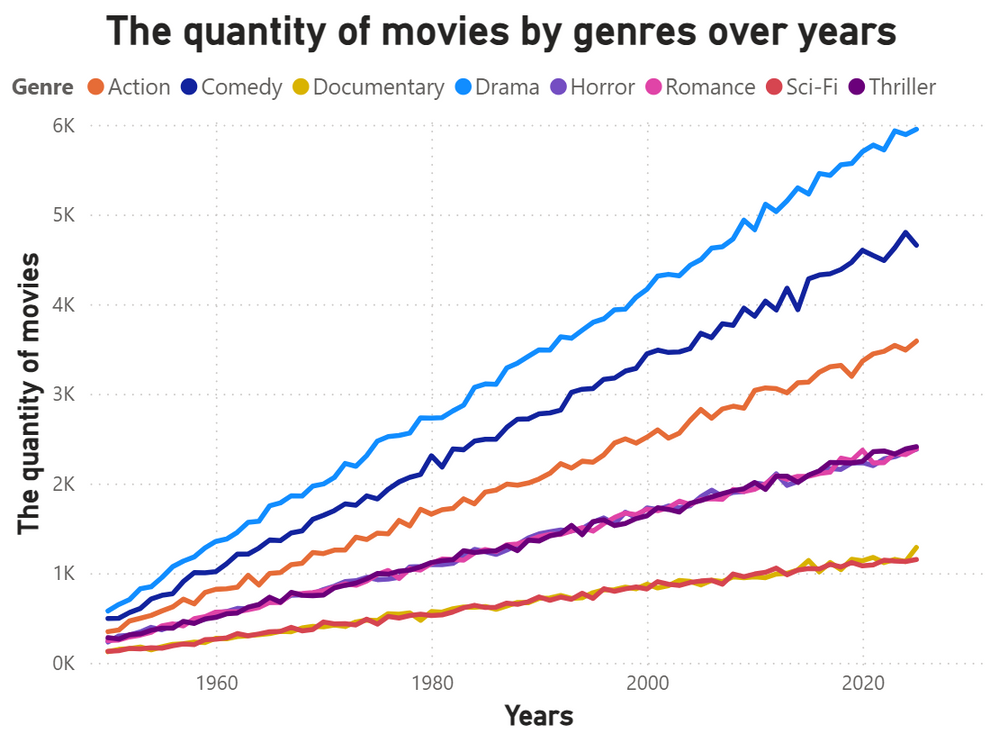 The quantity of movies by genres over years
Genre Action Comedy Documentary Drama Horror Romance Sci-Fi Thriller
6K
5K
4K
3K
2K
1K
0K
The quantity of movies
1960 1980 2000 2020
Years